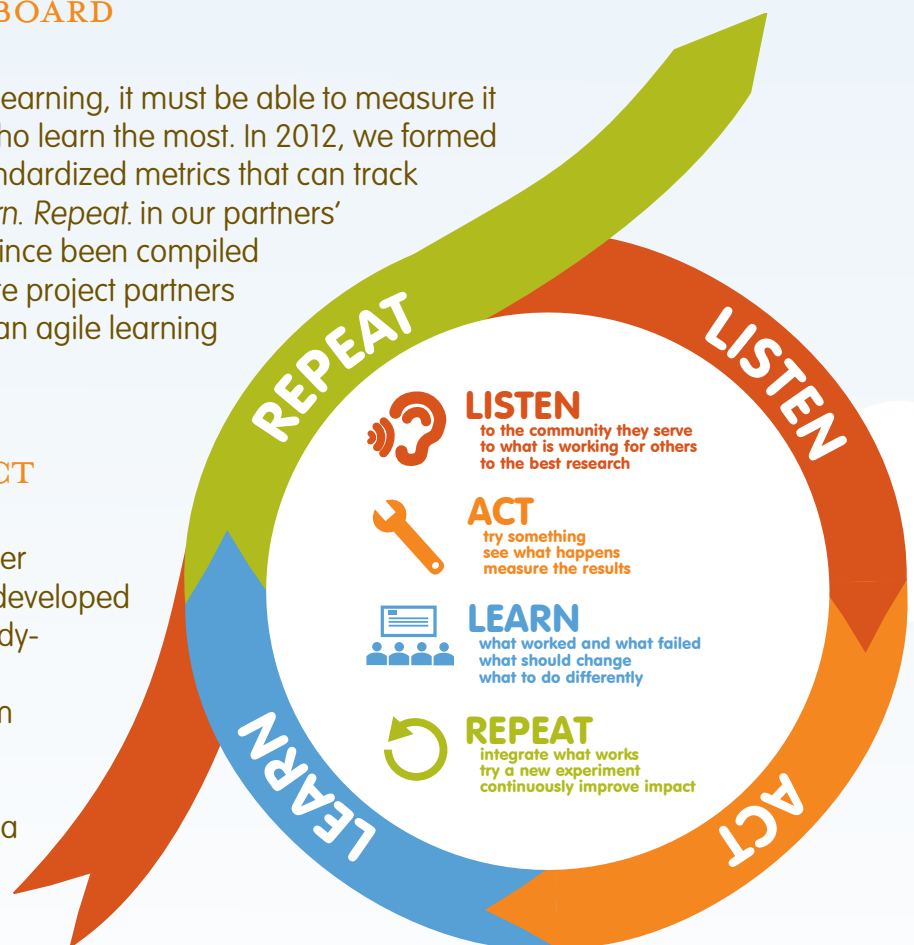 BOARD
earning, it must be able to measure it
ho learn the most. In 2012, we formed
ndardized metrics that can track
rn. Repeat. in our partners’
ince been compiled
re project partners
an agile learning
CT
er
developed
dy-
n
a
REPEAT
LISTEN
LEARN
ACT
LISTEN
to the community they serve
to what is working for others
to the best research
ACT
try something
see what happens
measure the results
LEARN
what worked and what failed
what should change
what to do differently
REPEAT
integrate what works
try a new experiment
continuously improve impact